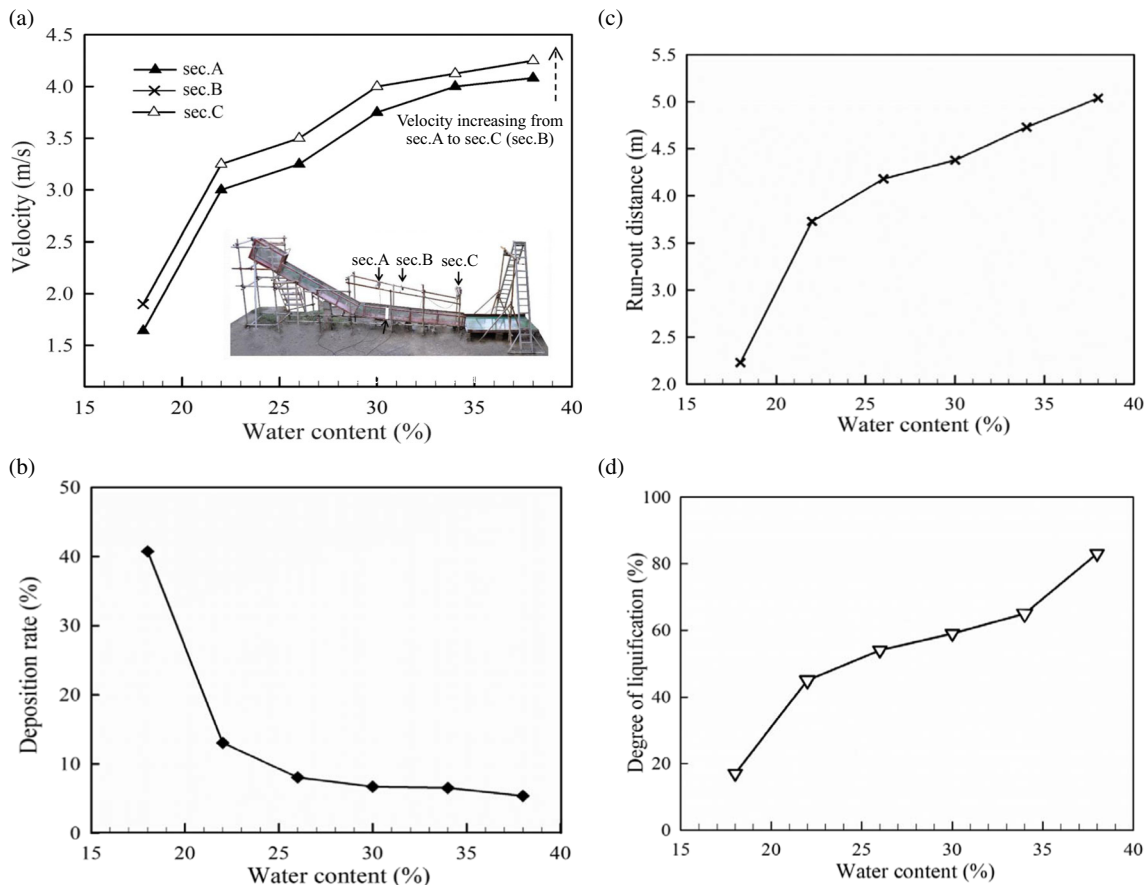 (a)
4.5
4.0
3.5
3.0
2.5
2.0
1.5
Velocity (m/s)
sec.A
sec.B
sec.C
Velocity increasing from
sec.A to sec.C (sec.B)
sec.A sec.B sec.C
15 20 25 30 35 40
Water content (%)
(c)
5.5
5.0
4.5
4.0
3.5
3.0
2.5
2.0
Run-out distance (m)
15 20 25 30 35 40
Water content (%)
(b)
50
40
30
20
10
0
Deposition rate (%)
15 20 25 30 35 40
Water content (%)
(d)
100
80
60
40
20
0
Degree of liquification (%)
15 20 25 30 35 40
Water content (%)